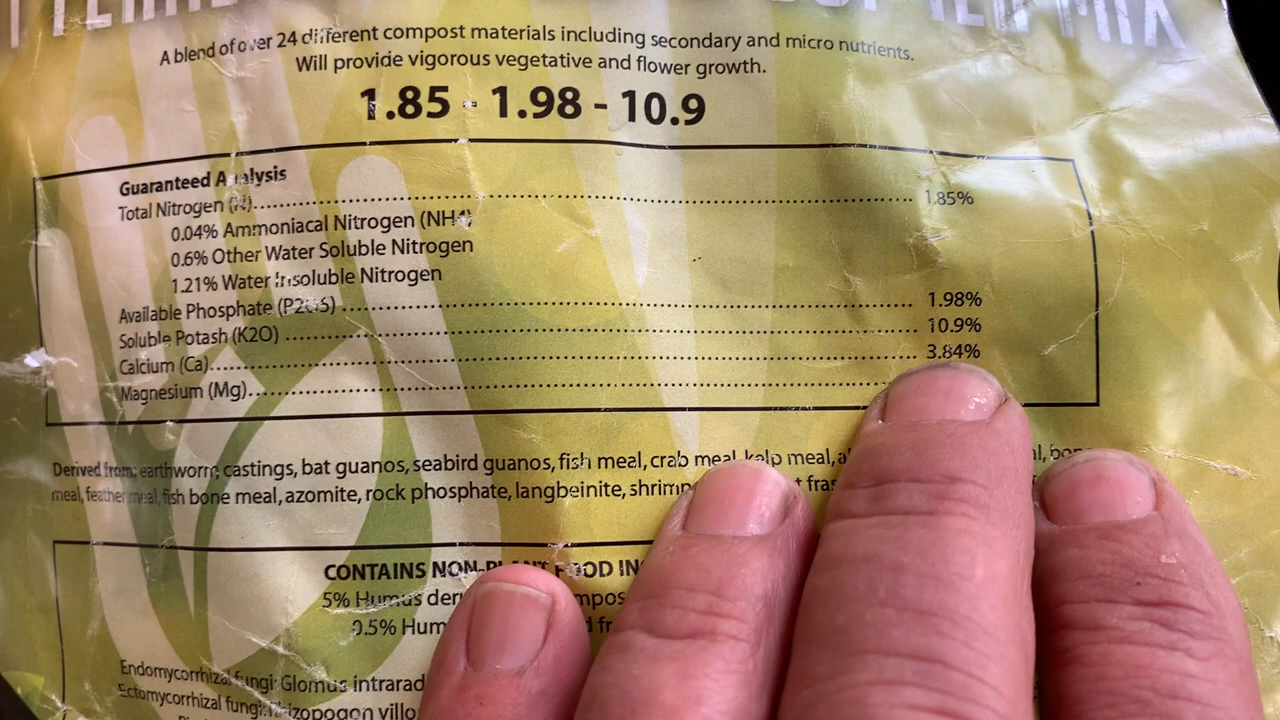 MIX
A blend of over 24 different compost materials including secondary and micro nutrients.
Will provide vigorous vegetative and flower growth.
1.85 - 1.98 - 10.9
Guaranteed Analysis
Total Nitrogen (N) 1.85%
0.04% Ammoniacal Nitrogen (NH4)
0.6% Other Water Soluble Nitrogen
1.21% Water Insoluble Nitrogen
Available Phosphate (P2O5) 1.98%
Soluble Potash (K2O) 10.9%
Calcium (Ca) 3.84%
Magnesium (Mg)
Derived from: earthworm castings, bat guanos, seabird guanos, fish meal, crab meal, kelp meal,
meal, feather meal, fish bone meal, azomite, rock phosphate, langbeinite,
CONTAINS NON-PLANT FOOD
5% Humus
0.5%
Endomycorrhizal fungi: Glomus
Ectomycorrhizal fungi: Rhizopogon